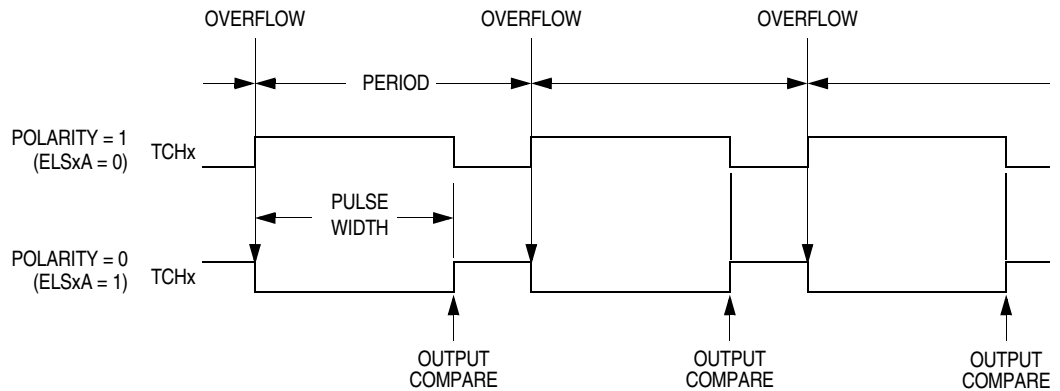 OVERFLOW
OVERFLOW
OVERFLOW
PERIOD
POLARITY = 1
(ELSxA = 0)
TCHx
PULSE
WIDTH
POLARITY = 0
(ELSxA = 1)
TCHx
OUTPUT
COMPARE
OUTPUT
COMPARE
OUTPUT
COMPARE